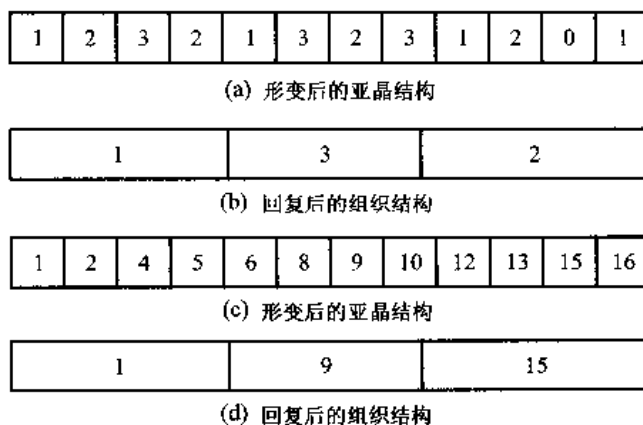 1 2 3 2 1 3 2 3 1 2 0 1
(a) 形变后的亚晶结构
1 3 2
(b) 回复后的组织结构
1 2 4 5 6 8 9 10 12 13 15 16
(c) 形变后的亚晶结构
1 9 15
(d) 回复后的组织结构